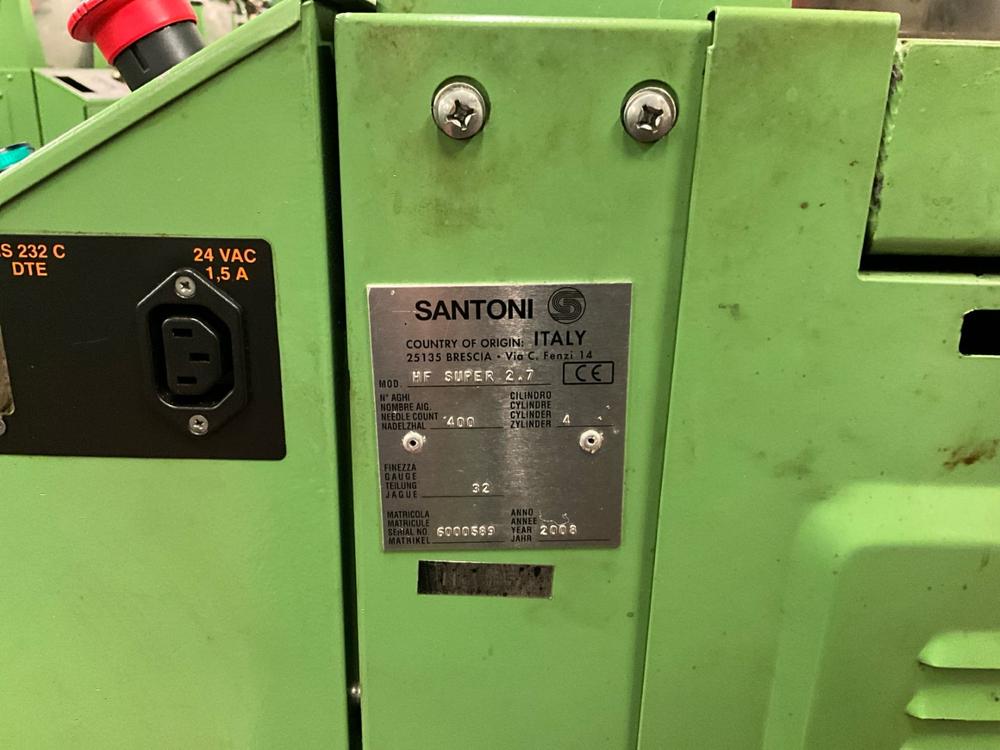 S 232 C
DTE
24 VAC
1,5 A
SANTONI
COUNTRY OF ORIGIN: ITALY
25135 BRESCIA • Via C. Fenzi 14
MOD. HF SUPER 2.7 CE
N° AGHI
NOMBRE AIG.
NEEDLE COUNT 400
NADELZHAL
CILINDRO
CYLINDRE
CYLINDER 4
ZYLINDER
FINEZZA
GAUGE
TEILUNG 32
JAQUE
MATRICOLA
MATRICULE
SERIAL NO. 6000589
MATRIKEL
ANNO
ANNEE
YEAR 2008
JAHR